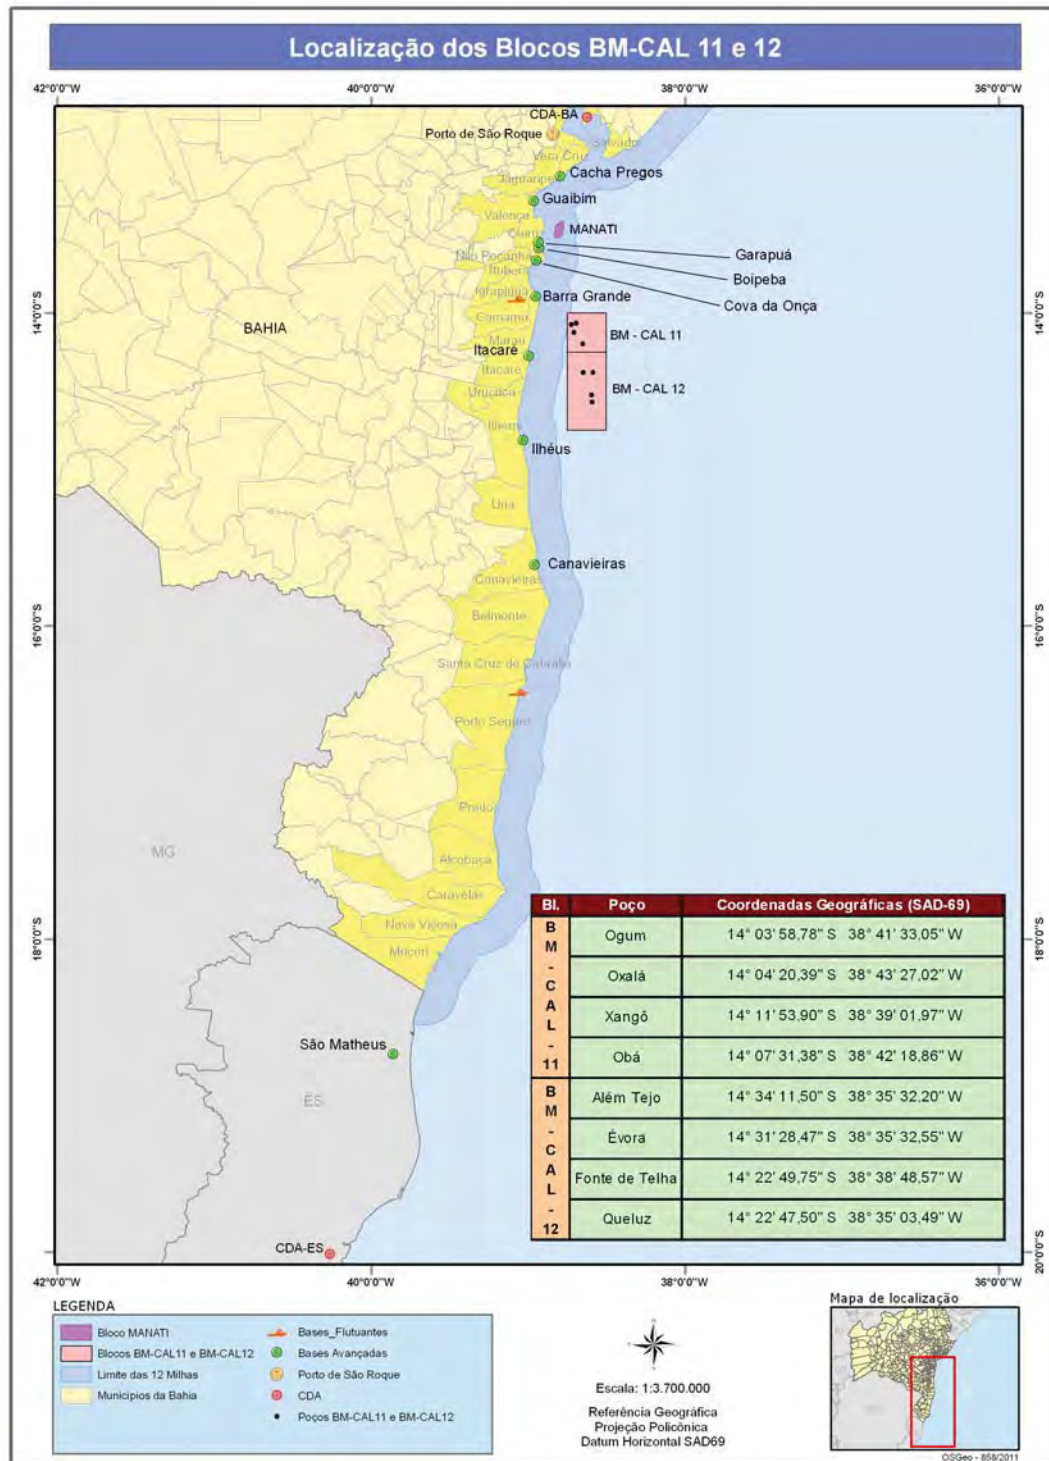 Localização dos Blocos BM-CAL 11 e 12
42°0'0"W 40°0'0"W 38°0'0"W 36°0'0"W
CDA-BA
Porto de São Roque
Salvador
Vera Cruz
Cacha Pregos
Jaguaripe
Guaibim
Valença
MANATI
Cairu
Garapuá
Nilo Peçanha
Boipeba
Ituberá
Cova da Onça
Igrapiúna
Barra Grande
14°0'0"S 14°0'0"S
Camamu
BAHIA
BM - CAL 11
Maraú
Itacaré
Itacaré
BM - CAL 12
Uruçuca
Ilhéus
Ilhéus
Una
Canavieiras
Canavieiras
Belmonte
16°0'0"S 16°0'0"S
Santa Cruz de Cabrália
Porto Seguro
Prado
MG
Alcobaça
Caravelas
Nova Viçosa
Mucuri
18°0'0"S 18°0'0"S
São Matheus
ES
CDA-ES
20°0'0"S
42°0'0"W 40°0'0"W 38°0'0"W 36°0'0"W
Bl. Poço Coordenadas Geográficas (SAD-69)
BM-CAL-11
Ogum 14° 03' 58,78" S 38° 41' 33,05" W
Oxalá 14° 04' 20,39" S 38° 43' 27,02" W
Xangô 14° 11' 53,90" S 38° 39' 01,97" W
Obá 14° 07' 31,38" S 38° 42' 18,86" W
BM-CAL-12
Além Tejo 14° 34' 11,50" S 38° 35' 32,20" W
Évora 14° 31' 28,47" S 38° 35' 32,55" W
Fonte de Telha 14° 22' 49,75" S 38° 38' 48,57" W
Queluz 14° 22' 47,50" S 38° 35' 03,49" W
LEGENDA
Bloco MANATI
Blocos BM-CAL11 e BM-CAL12
Limite das 12 Milhas
Municípios da Bahia
Bases_Flutuantes
Bases Avançadas
Porto de São Roque
CDA
Poços BM-CAL11 e BM-CAL12
N
Escala: 1:3.700.000
Referência Geográfica
Projeção Policônica
Datum Horizontal SAD69
Mapa de localização
OSGeo - 858/2011